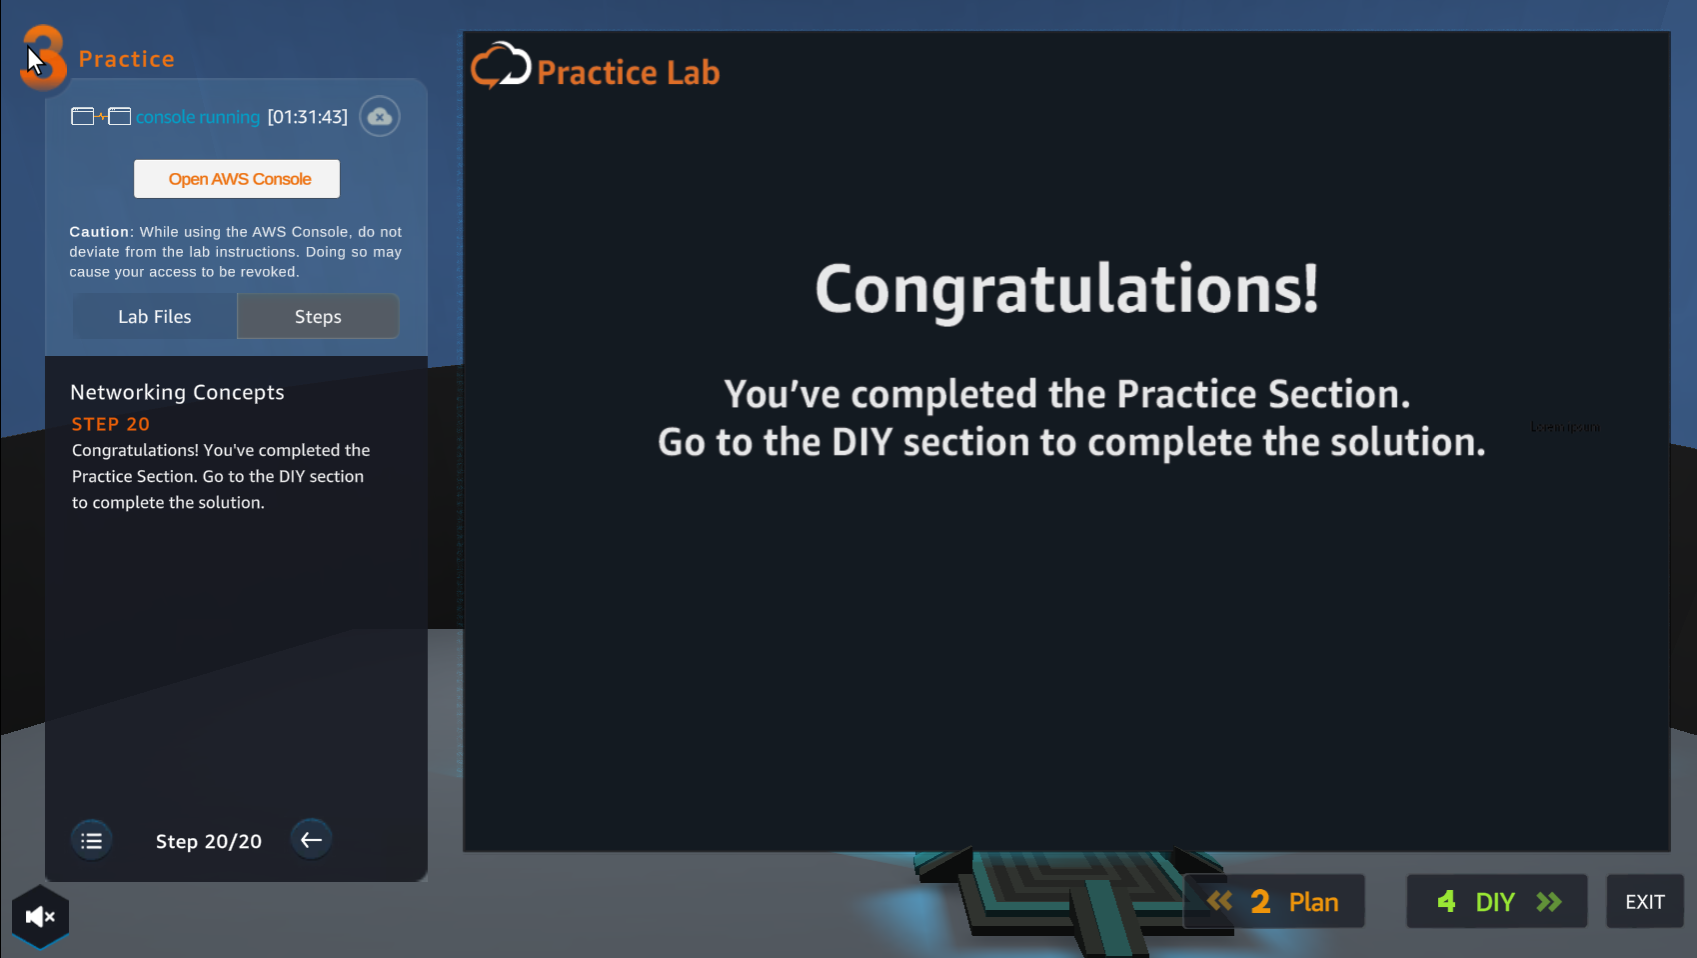 3 Practice
console running [01:31:43]
Open AWS Console
Caution: While using the AWS Console, do not
deviate from the lab instructions. Doing so may
cause your access to be revoked.
Lab Files Steps
Networking Concepts
STEP 20
Congratulations! You've completed the
Practice Section. Go to the DIY section
to complete the solution.
Step 20/20
Practice Lab
Congratulations!
You’ve completed the Practice Section.
Go to the DIY section to complete the solution.
Lorem ipsum
2 Plan
4 DIY
EXIT